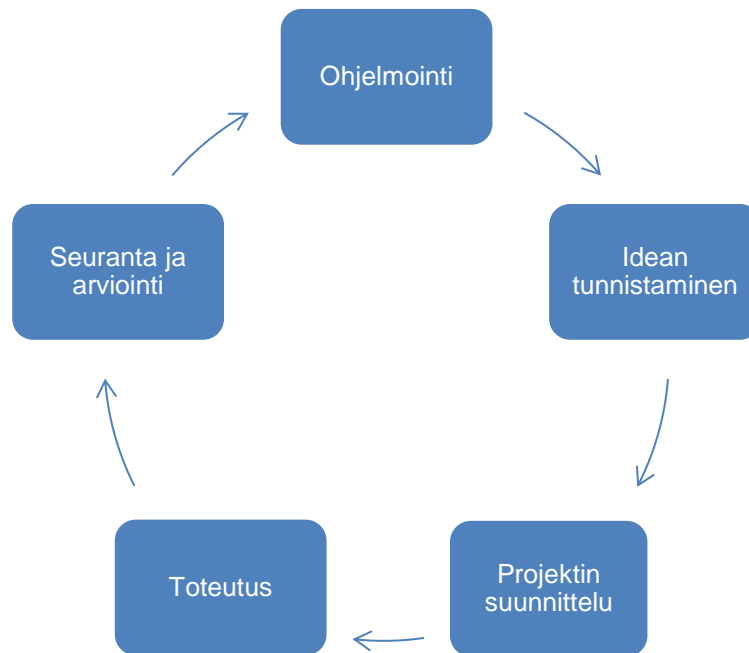 Ohjelmointi
Idean
tunnistaminen
Projektin
suunnittelu
Toteutus
Seuranta ja
arviointi